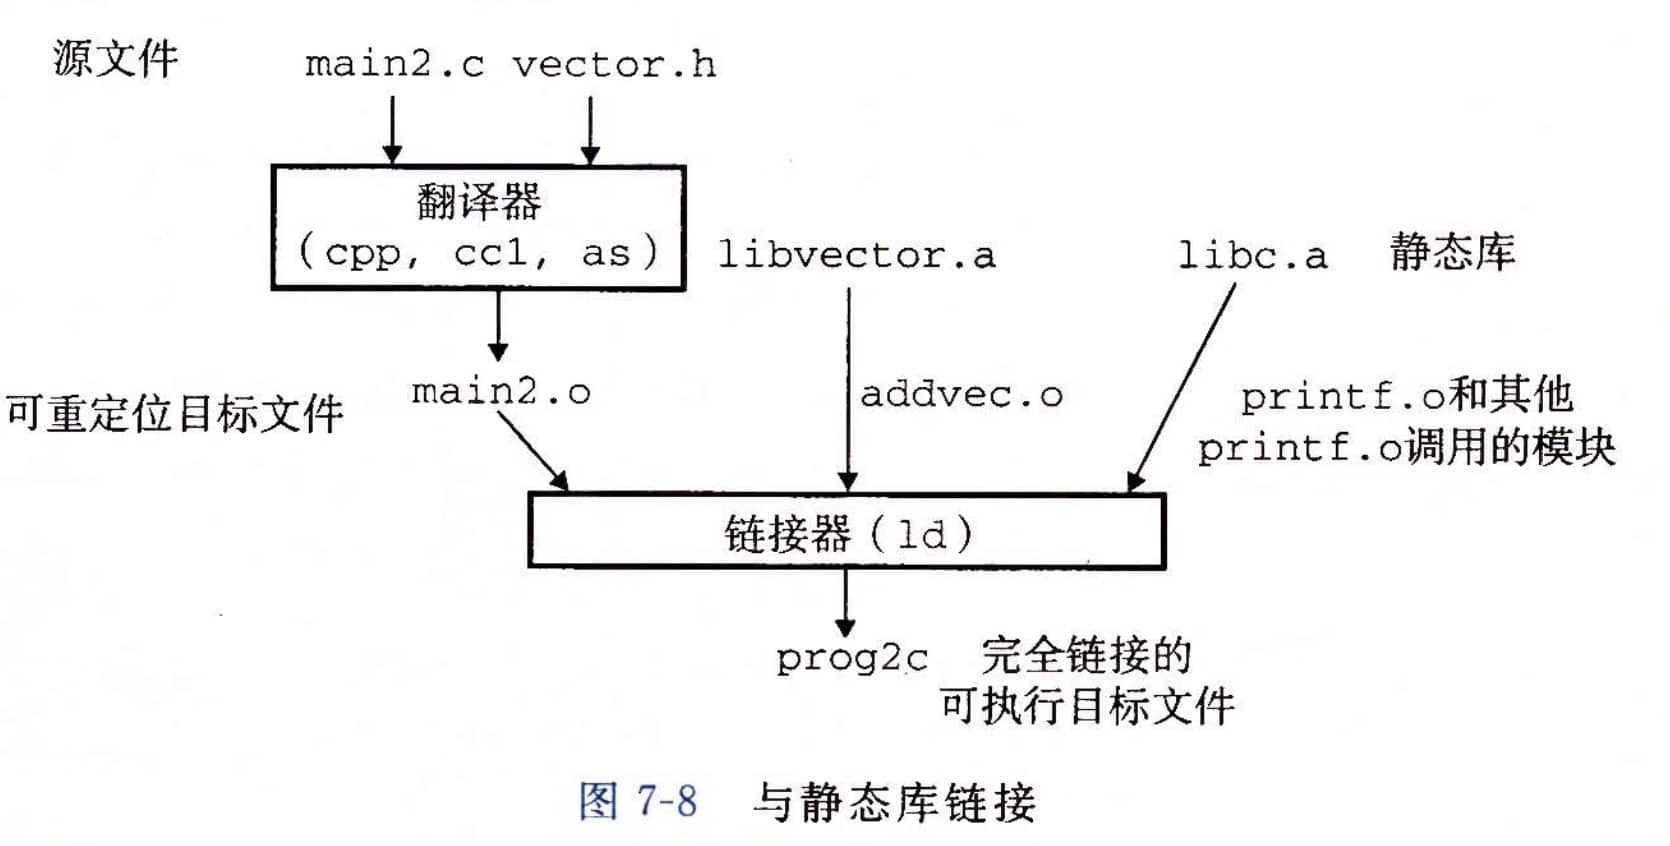 源文件 main2.c vector.h
翻译器
(cpp, cc1, as)
libvector.a
libc.a 静态库
可重定位目标文件 main2.o
addvec.o
printf.o和其他
printf.o调用的模块
链接器(ld)
prog2c 完全链接的
可执行目标文件
图 7-8 与静态库链接